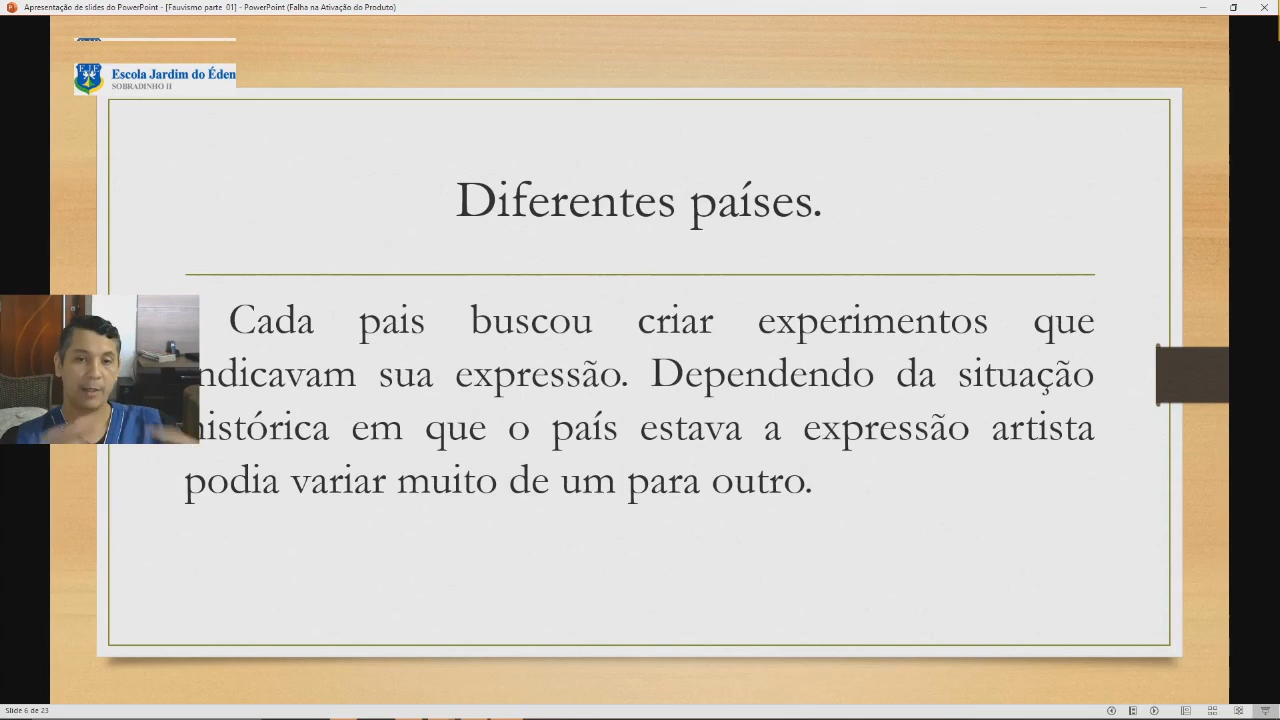 Apresentação de slides do PowerPoint - [Fauvismo parte 01] - PowerPoint (Falha na Ativação do Produto)
E J E
Escola Jardim do Éden
SOBRADINHO II
Diferentes países.
Cada pais buscou criar experimentos que
ndicavam sua expressão. Dependendo da situação
histórica em que o país estava a expressão artista
podia variar muito de um para outro.
Slide 6 de 23